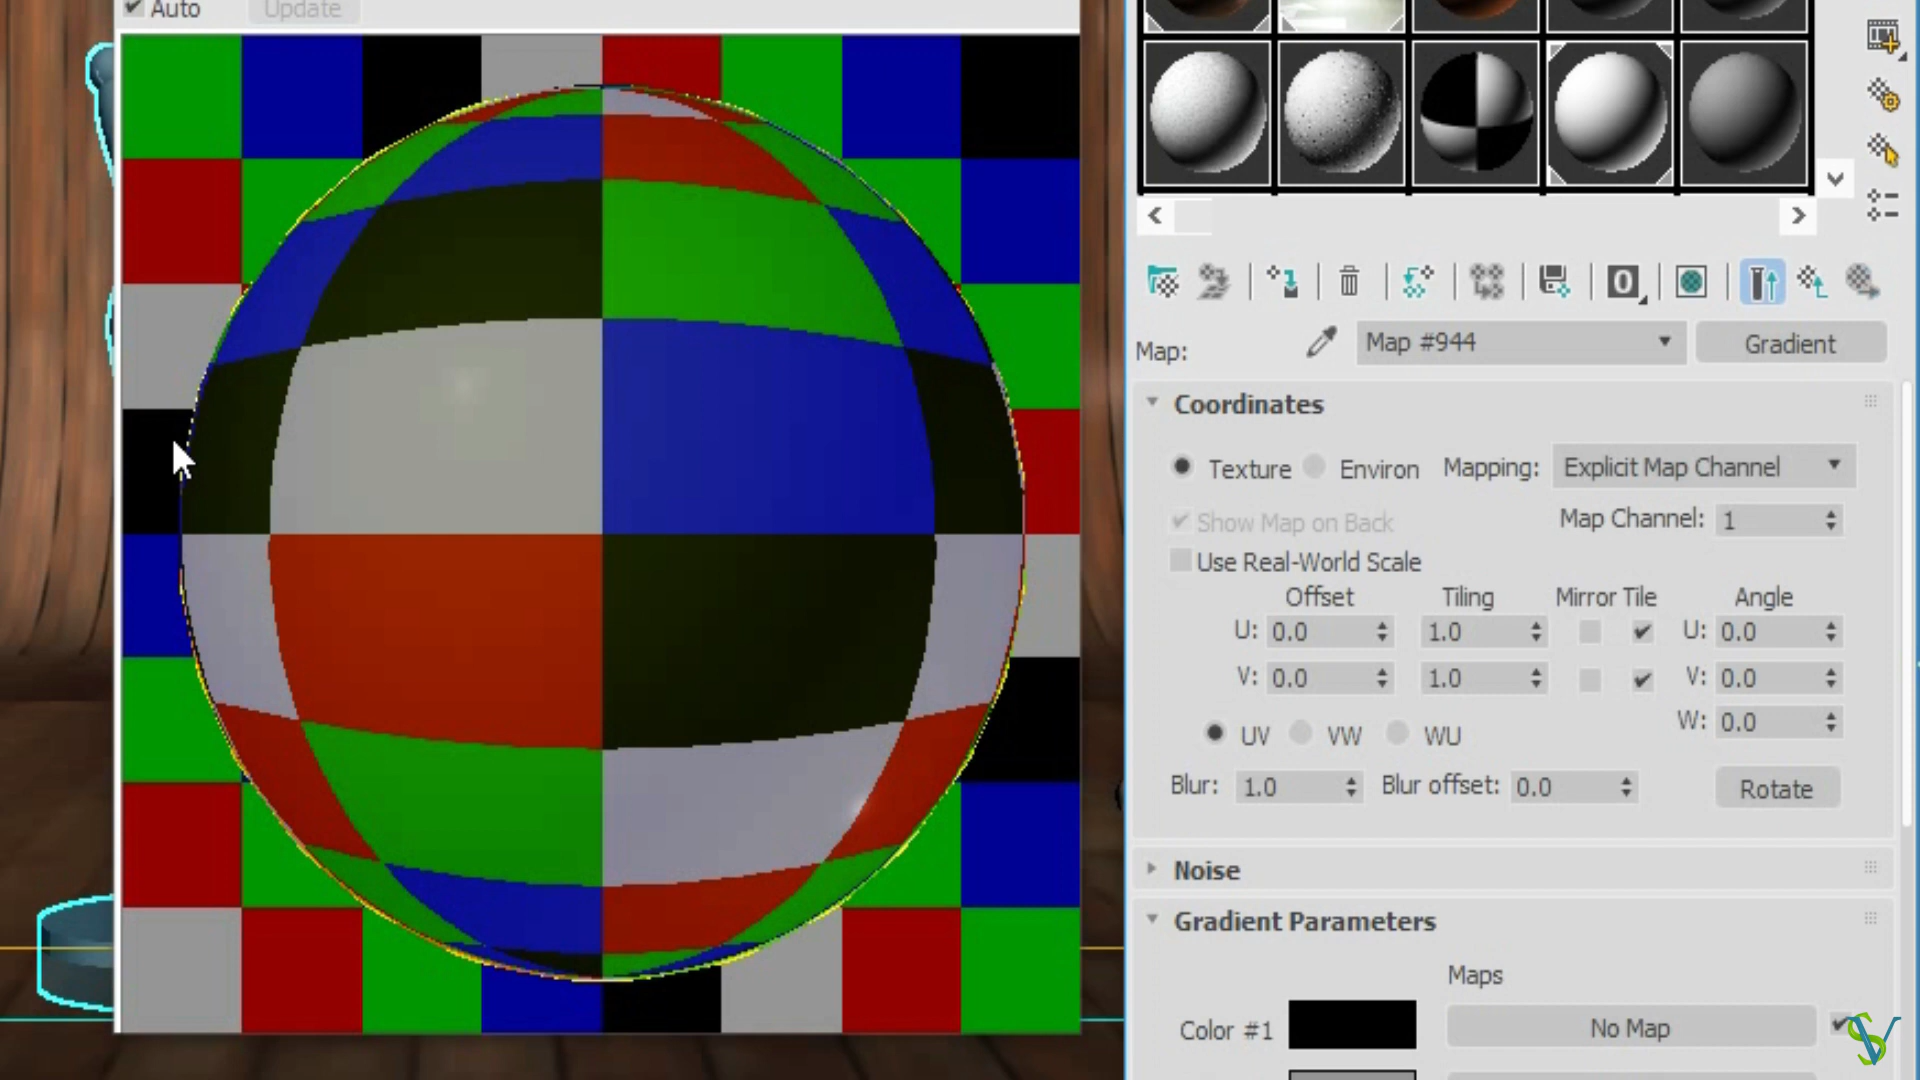 Auto
Update
Map:
Map #944
Gradient
Coordinates
Texture
Environ
Mapping:
Explicit Map Channel
Show Map on Back
Map Channel:
1
Use Real-World Scale
Offset
Tiling
Mirror
Tile
Angle
U:
0.0
1.0
U:
0.0
V:
0.0
1.0
V:
0.0
W:
0.0
UV
VW
WU
Blur:
1.0
Blur offset:
0.0
Rotate
Noise
Gradient Parameters
Maps
Color #1
No Map